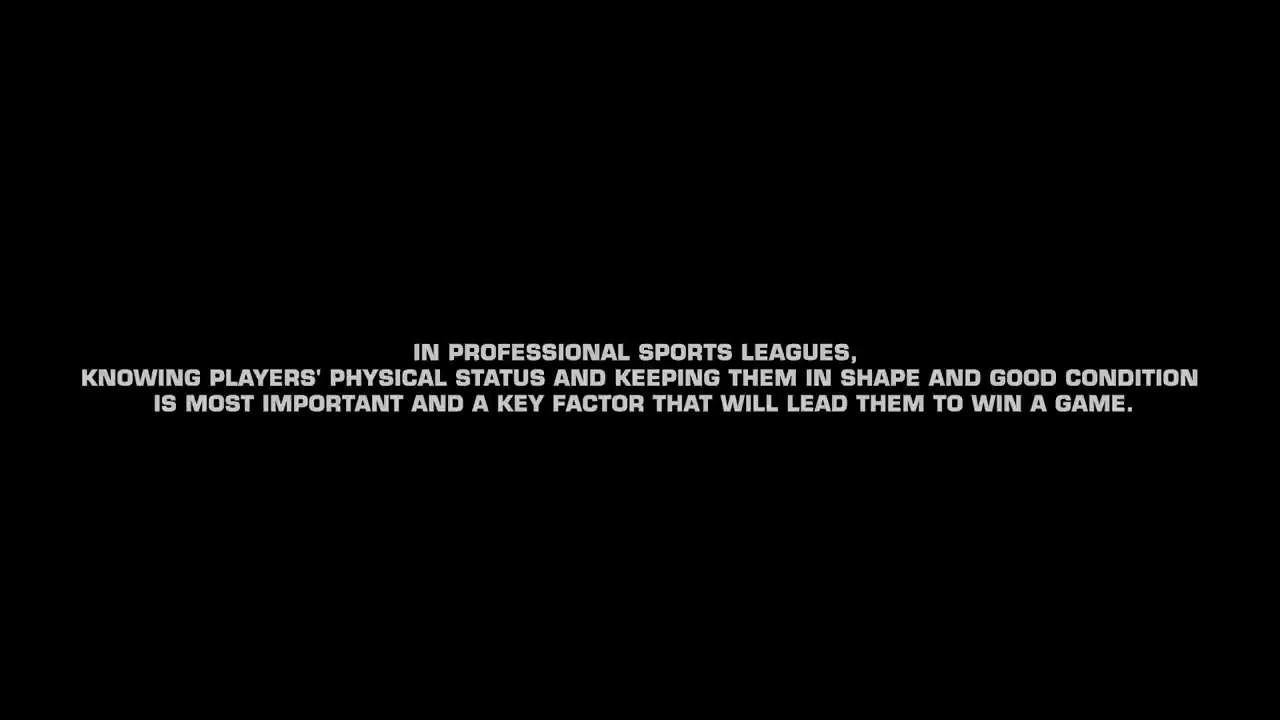 IN PROFESSIONAL SPORTS LEAGUES,
KNOWING PLAYERS' PHYSICAL STATUS AND KEEPING THEM IN SHAPE AND GOOD CONDITION
IS MOST IMPORTANT AND A KEY FACTOR THAT WILL LEAD THEM TO WIN A GAME.